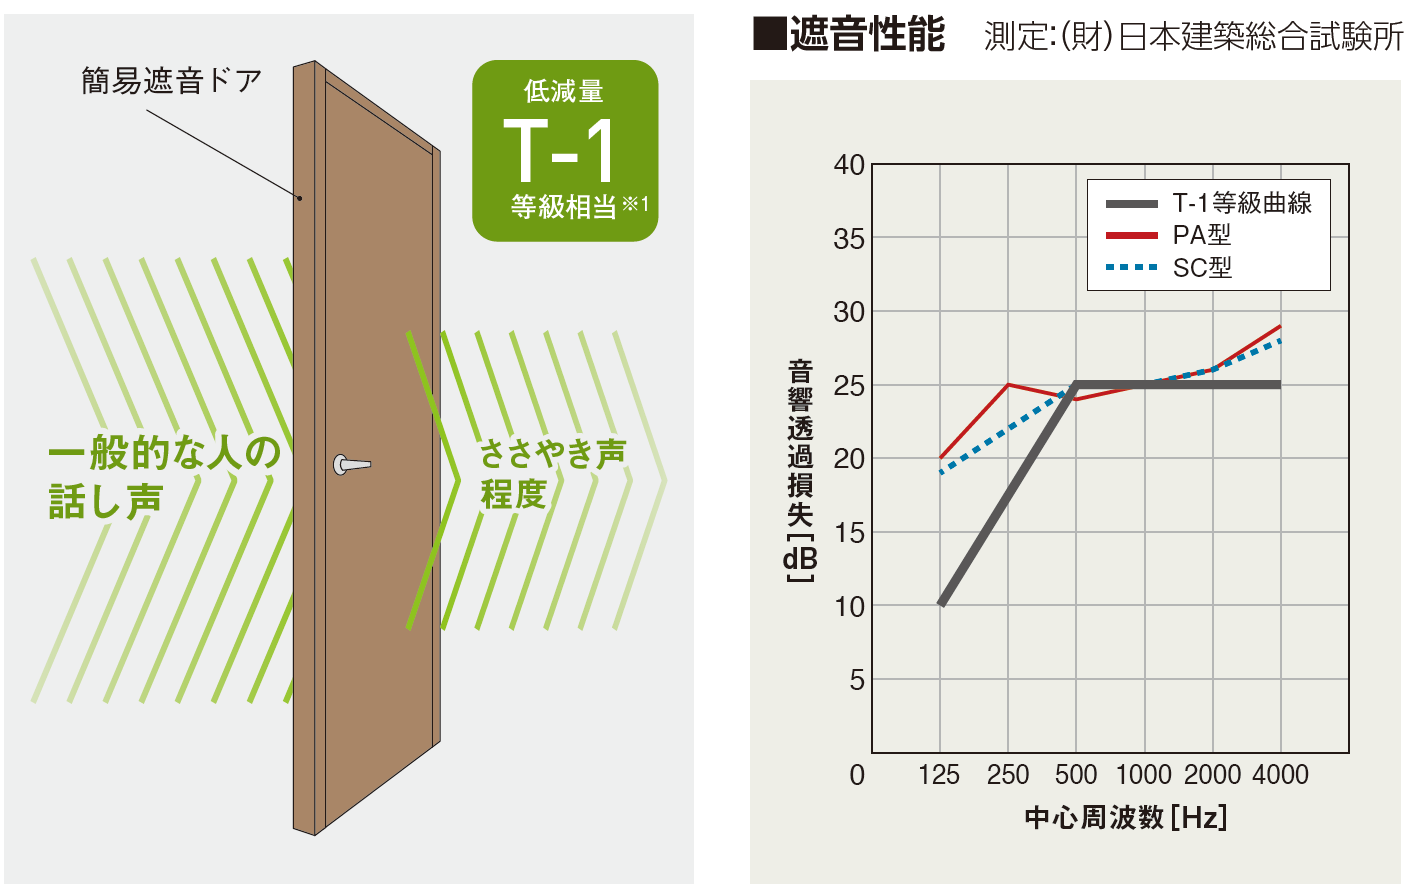 簡易遮音ドア
低減量
T-1
等級相当※1
一般的な人の
話し声
ささやき声
程度
■遮音性能 測定:(財)日本建築総合試験所
T-1等級曲線
PA型
SC型
音響透過損失[dB]
40
35
30
25
20
15
10
5
0
125 250 500 1000 2000 4000
中心周波数[Hz]